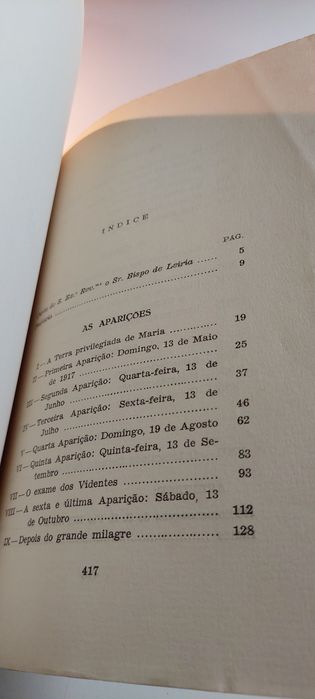 ÍNDICE
PÁG.
de S. Ex.ª Rev.ma o Sr. Bispo de Leiria ...... 5
........................ 9
AS APARIÇÕES
I — A Terra privilegiada de Maria ......... 19
II — Primeira Aparição: Domingo, 13 de Maio
de 1917 ........................ 25
III — Segunda Aparição: Quarta-feira, 13 de
Junho ........................ 37
IV — Terceira Aparição: Sexta-feira, 13 de
Julho ........................ 46
V — Quarta Aparição: Domingo, 19 de Agosto 62
VI — Quinta Aparição: Quinta-feira, 13 de Se-
tembro ........................ 83
VII — O exame dos Videntes ............... 93
VIII — A sexta e última Aparição: Sábado, 13
de Outubro ........................ 112
IX — Depois do grande milagre ............... 128
417